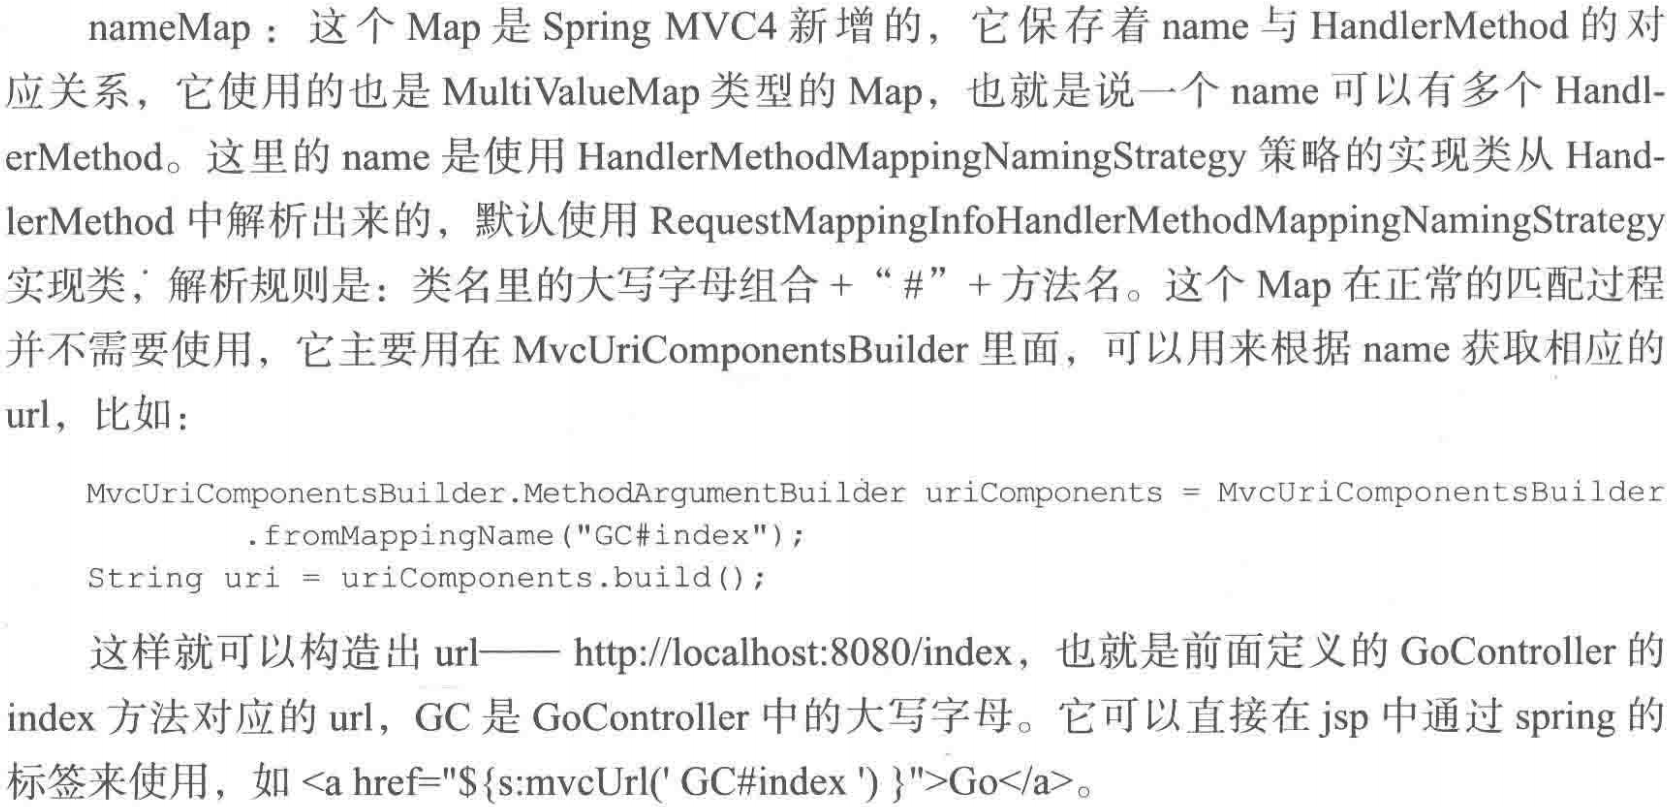 nameMap：这个 Map 是 Spring MVC4 新增的，它保存着 name 与 HandlerMethod 的对
应关系，它使用的也是 MultiValueMap 类型的 Map，也就是说一个 name 可以有多个 Handl-
erMethod。这里的 name 是使用 HandlerMethodMappingNamingStrategy 策略的实现类从 Hand-
lerMethod 中解析出来的，默认使用 RequestMappingInfoHandlerMethodMappingNamingStrategy
实现类，解析规则是：类名里的大写字母组合 + “#” + 方法名。这个 Map 在正常的匹配过程
并不需要使用，它主要用在 MvcUriComponentsBuilder 里面，可以用来根据 name 获取相应的
url，比如：
MvcUriComponentsBuilder.MethodArgumentBuilder uriComponents = MvcUriComponentsBuilder
.fromMappingName("GC#index");
String uri = uriComponents.build();
这样就可以构造出 url—— http://localhost:8080/index，也就是前面定义的 GoController 的
index 方法对应的 url，GC 是 GoController 中的大写字母。它可以直接在 jsp 中通过 spring 的
标签来使用，如 <a href="${s:mvcUrl(' GC#index ') }">Go</a>。